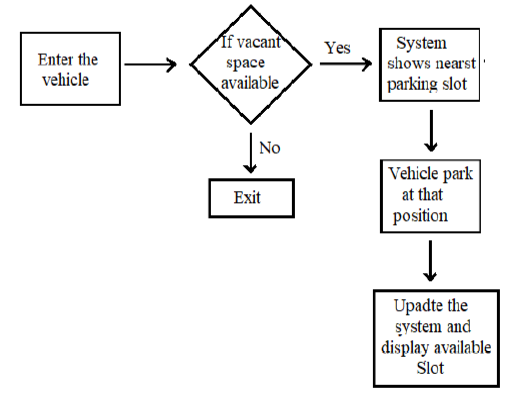 Enter the
vehicle
If vacant
space
available
Yes
System
shows nearst
parking slot
No
Exit
Vehicle park
at that
position
Upadte the
system and
display available
Slot